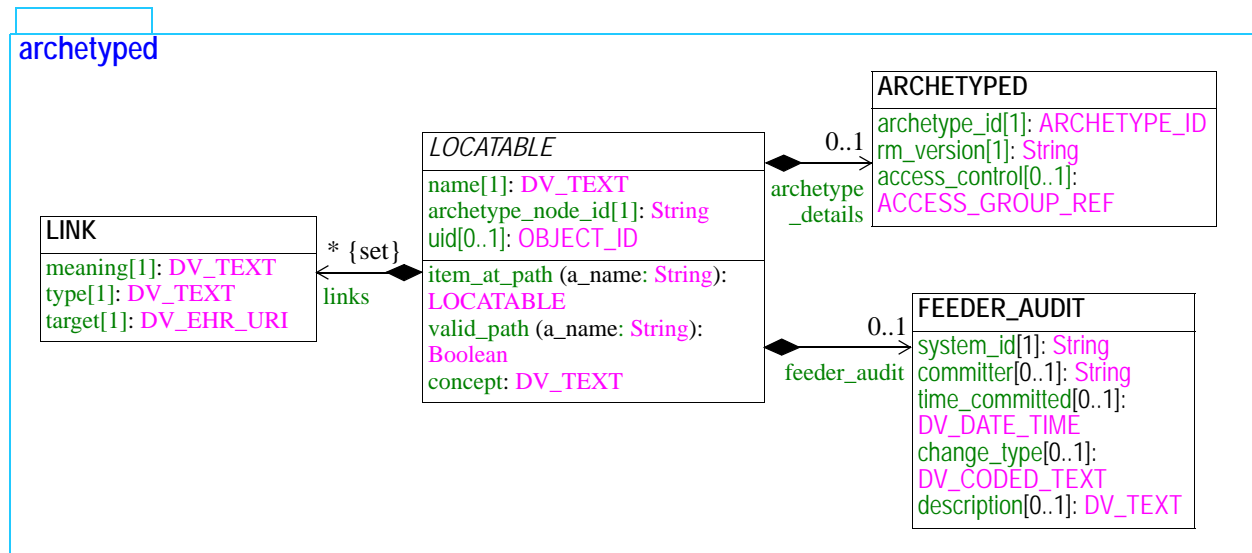 archetyped
LINK
meaning[1]: DV_TEXT
type[1]: DV_TEXT
target[1]: DV_EHR_URI
* {set}
links
LOCATABLE
name[1]: DV_TEXT
archetype_node_id[1]: String
uid[0..1]: OBJECT_ID
item_at_path (a_name: String):
LOCATABLE
valid_path (a_name: String):
Boolean
concept: DV_TEXT
0..1
archetype
_details
ARCHETYPED
archetype_id[1]: ARCHETYPE_ID
rm_version[1]: String
access_control[0..1]:
ACCESS_GROUP_REF
0..1
feeder_audit
FEEDER_AUDIT
system_id[1]: String
committer[0..1]: String
time_committed[0..1]:
DV_DATE_TIME
change_type[0..1]:
DV_CODED_TEXT
description[0..1]: DV_TEXT